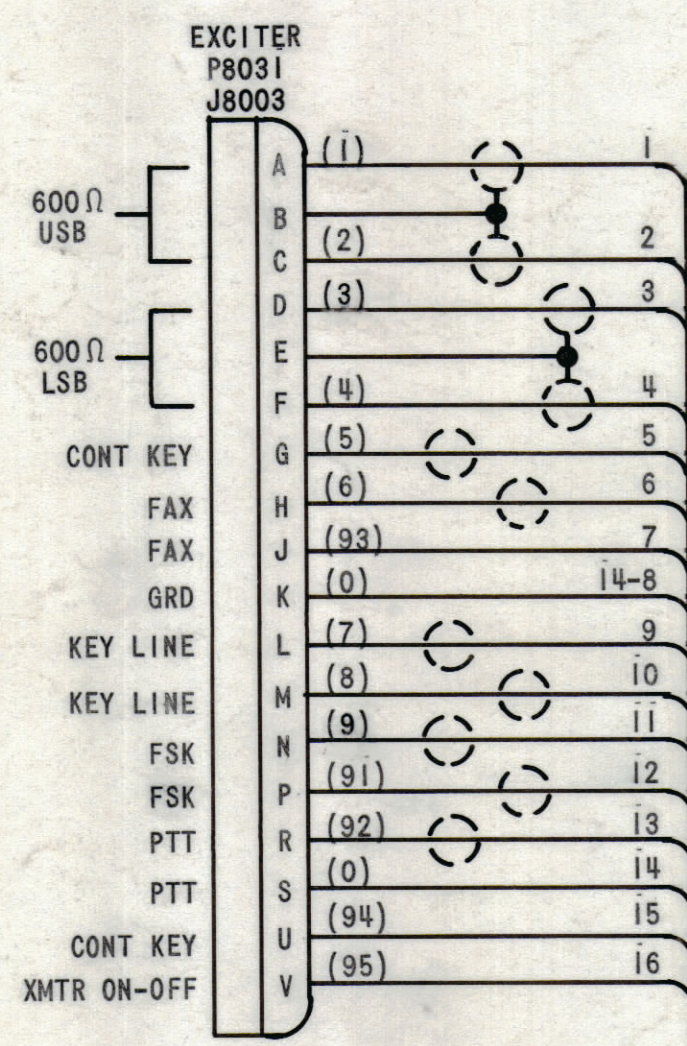 EXCITER
P8031
J8003
A (1) 1
600Ω
USB
B
C (2) 2
D (3) 3
600Ω
LSB
E
F (4) 4
CONT KEY G (5) 5
FAX H (6) 6
FAX J (93) 7
GRD K (0) 14-8
KEY LINE L (7) 9
KEY LINE M (8) 10
FSK N (9) 11
FSK P (91) 12
PTT R (92) 13
PTT S (0) 14
CONT KEY U (94) 15
XMTR ON-OFF V (95) 16